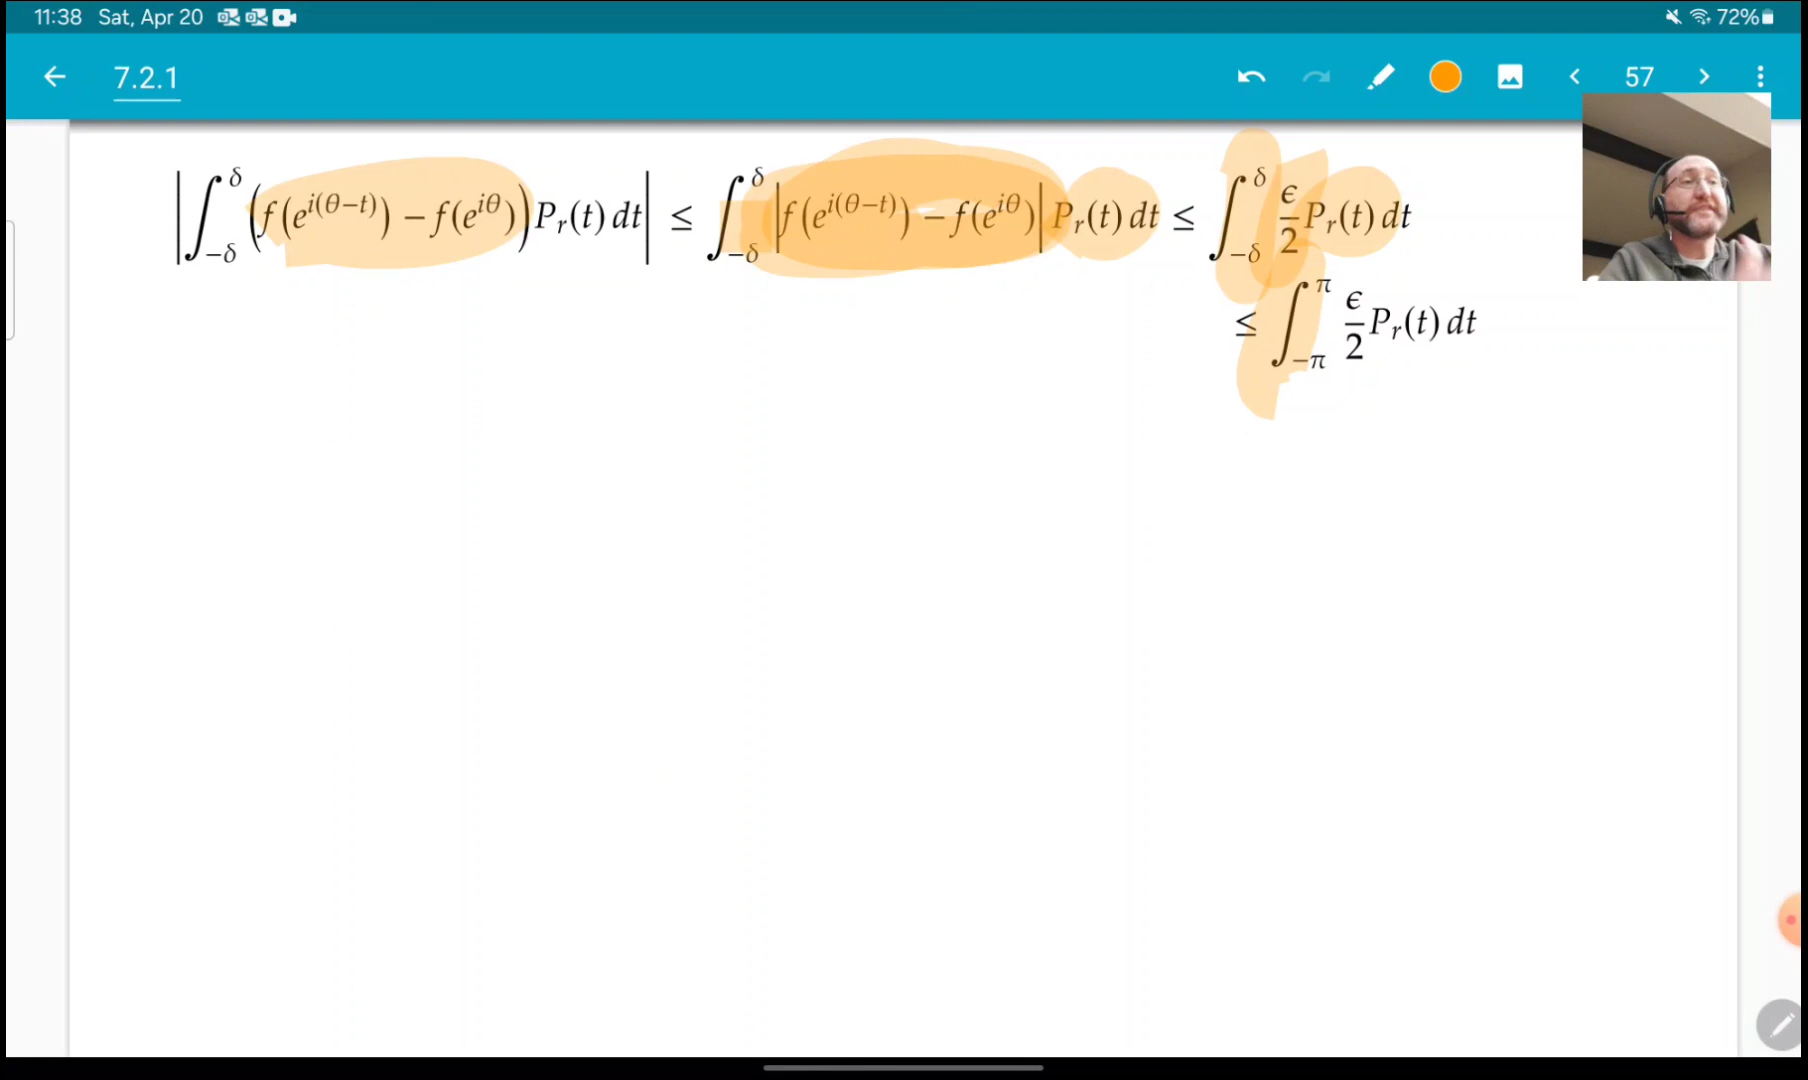 11:38 Sat, Apr 20 72%
7.2.1 57
|∫_{−δ}^{δ} (f(e^{i(θ−t)}) − f(e^{iθ})) P_r(t) dt| ≤ ∫_{−δ}^{δ} |f(e^{i(θ−t)}) − f(e^{iθ})| P_r(t) dt ≤ ∫_{−δ}^{δ} ϵ/2 P_r(t) dt
≤ ∫_{−π}^{π} ϵ/2 P_r(t) dt